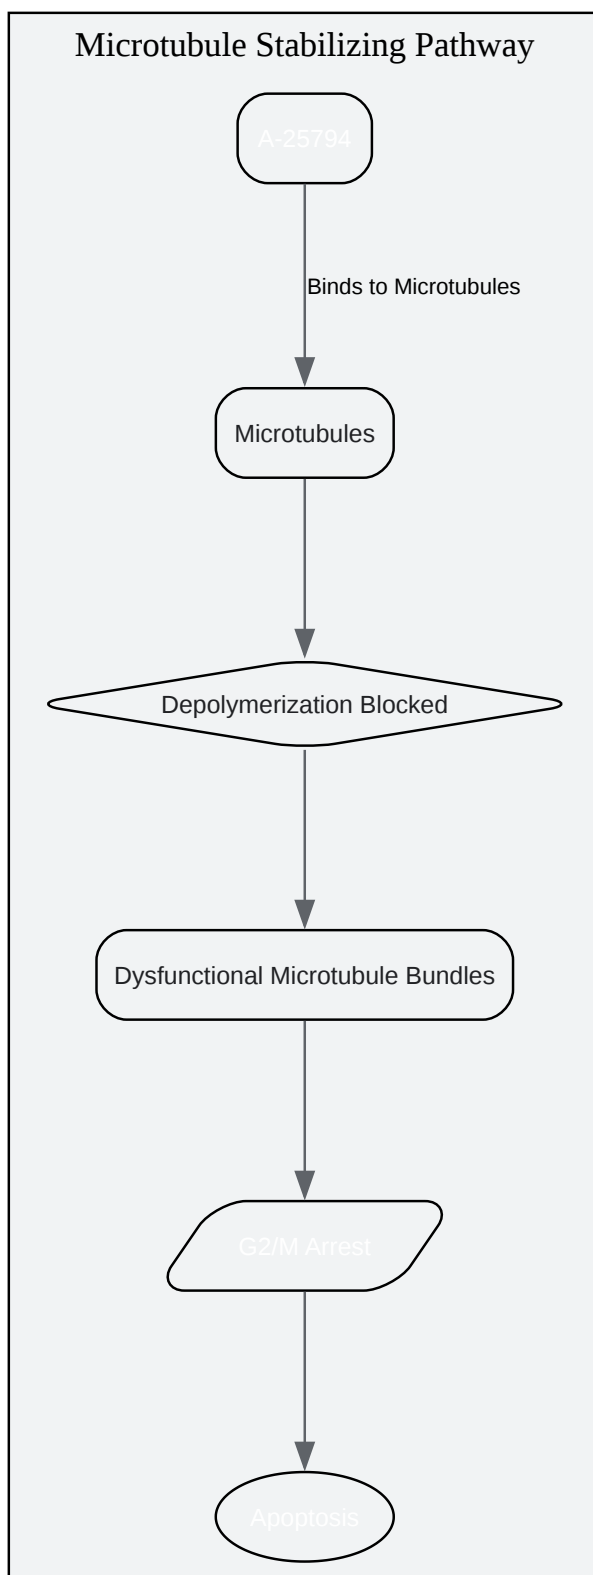 Microtubule Stabilizing Pathway
A-25794
Binds to Microtubules
Microtubules
Depolymerization Blocked
Dysfunctional Microtubule Bundles
G2/M Arrest
Apoptosis